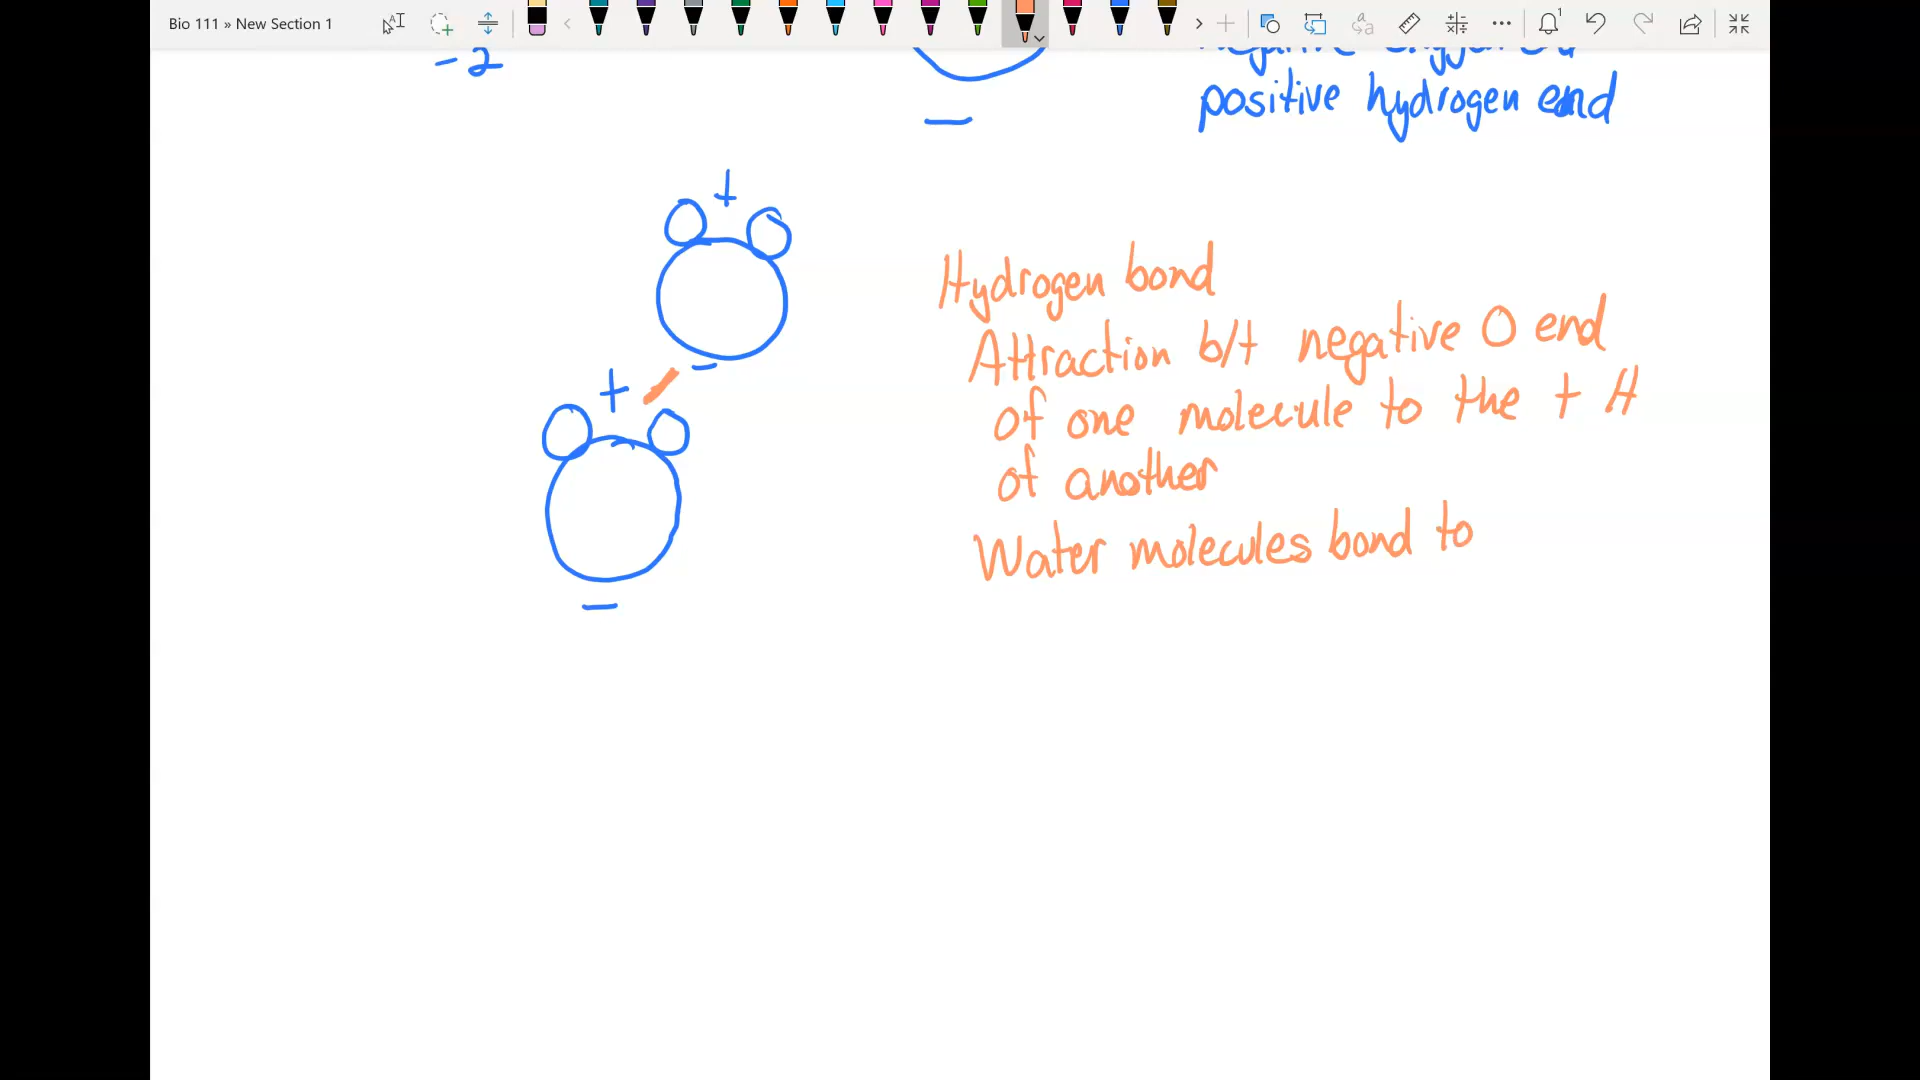 Bio 111 » New Section 1
- 2
positive hydrogen end
—
+
Hydrogen bond
Attraction b/t negative O end
of one molecule to the + H
of another
Water molecules bond to
-
+
—